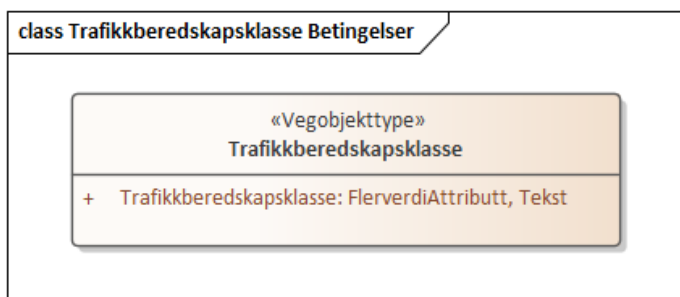 class Trafikkberedskapsklasse Betingelser
«Vegobjekttype»
Trafikkberedskapsklasse
+ Trafikkberedskapsklasse: FlerverdiAttributt, Tekst